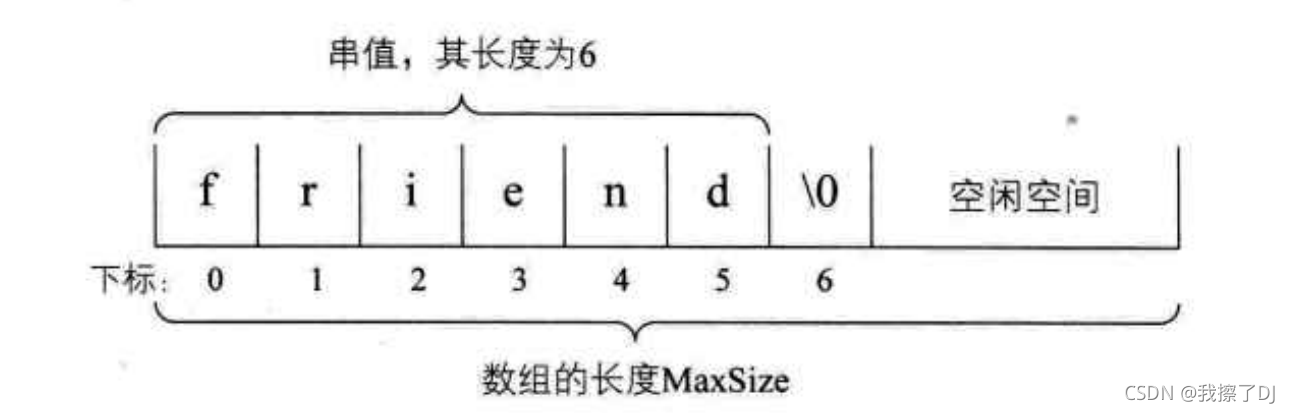 串值，其长度为6
f r i e n d \0 空闲空间
下标： 0 1 2 3 4 5 6
数组的长度MaxSize
CSDN @我擦了DJ